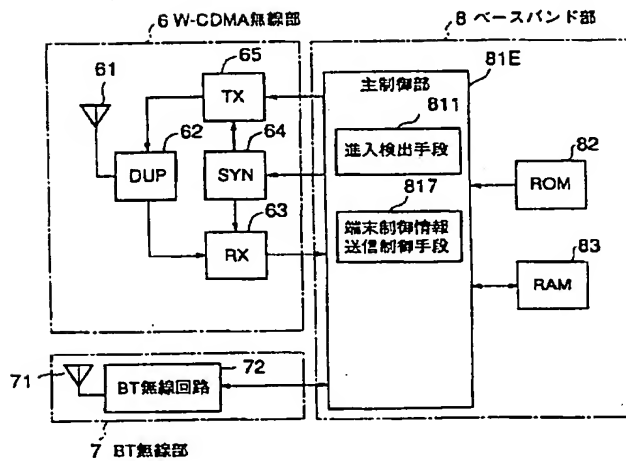 6 W-CDMA無線部
8 ベースバンド部
61
65
TX
62
DUP
64
SYN
63
RX
81E
主制御部
811
進入検出手段
817
端末制御情報
送信制御手段
82
ROM
83
RAM
71
72
BT無線回路
7 BT無線部